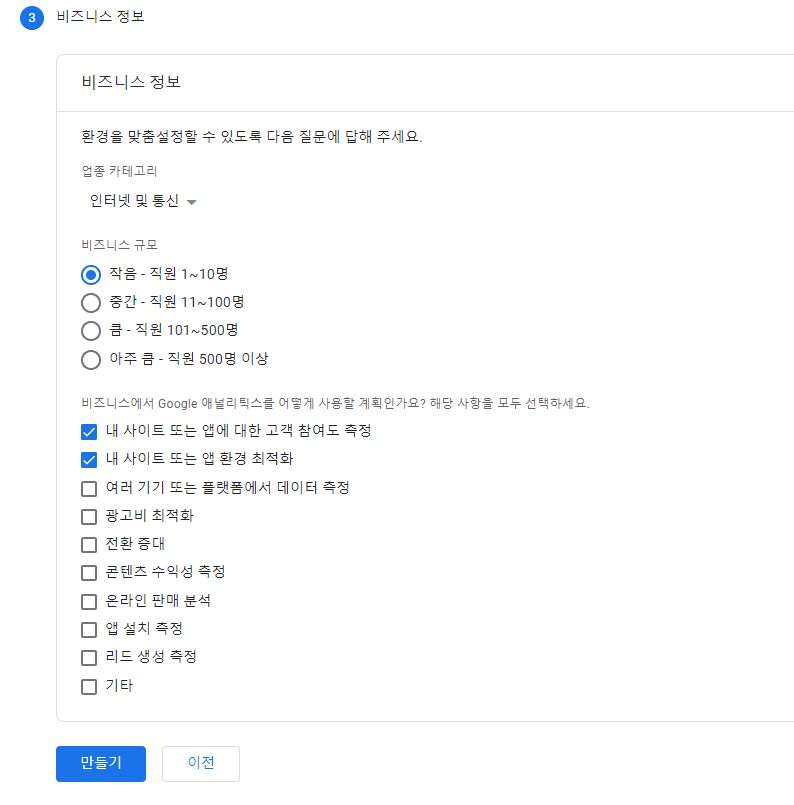 3 비즈니스 정보
비즈니스 정보
환경을 맞춤설정할 수 있도록 다음 질문에 답해 주세요.
업종 카테고리
인터넷 및 통신
비즈니스 규모
작음 - 직원 1~10명
중간 - 직원 11~100명
큼 - 직원 101~500명
아주 큼 - 직원 500명 이상
비즈니스에서 Google 애널리틱스를 어떻게 사용할 계획인가요? 해당 사항을 모두 선택하세요.
내 사이트 또는 앱에 대한 고객 참여도 측정
내 사이트 또는 앱 환경 최적화
여러 기기 또는 플랫폼에서 데이터 측정
광고비 최적화
전환 증대
콘텐츠 수익성 측정
온라인 판매 분석
앱 설치 측정
리드 생성 측정
기타
만들기 이전